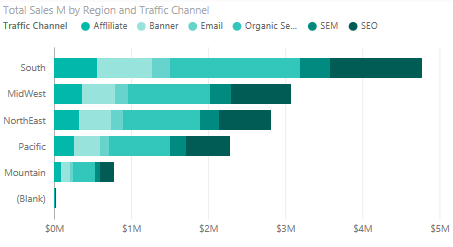 Total Sales M by Region and Traffic Channel
Traffic Channel Affliliate Banner Email Organic Se... SEM SEO
South
MidWest
NorthEast
Pacific
Mountain
(Blank)
$0M $1M $2M $3M $4M $5M